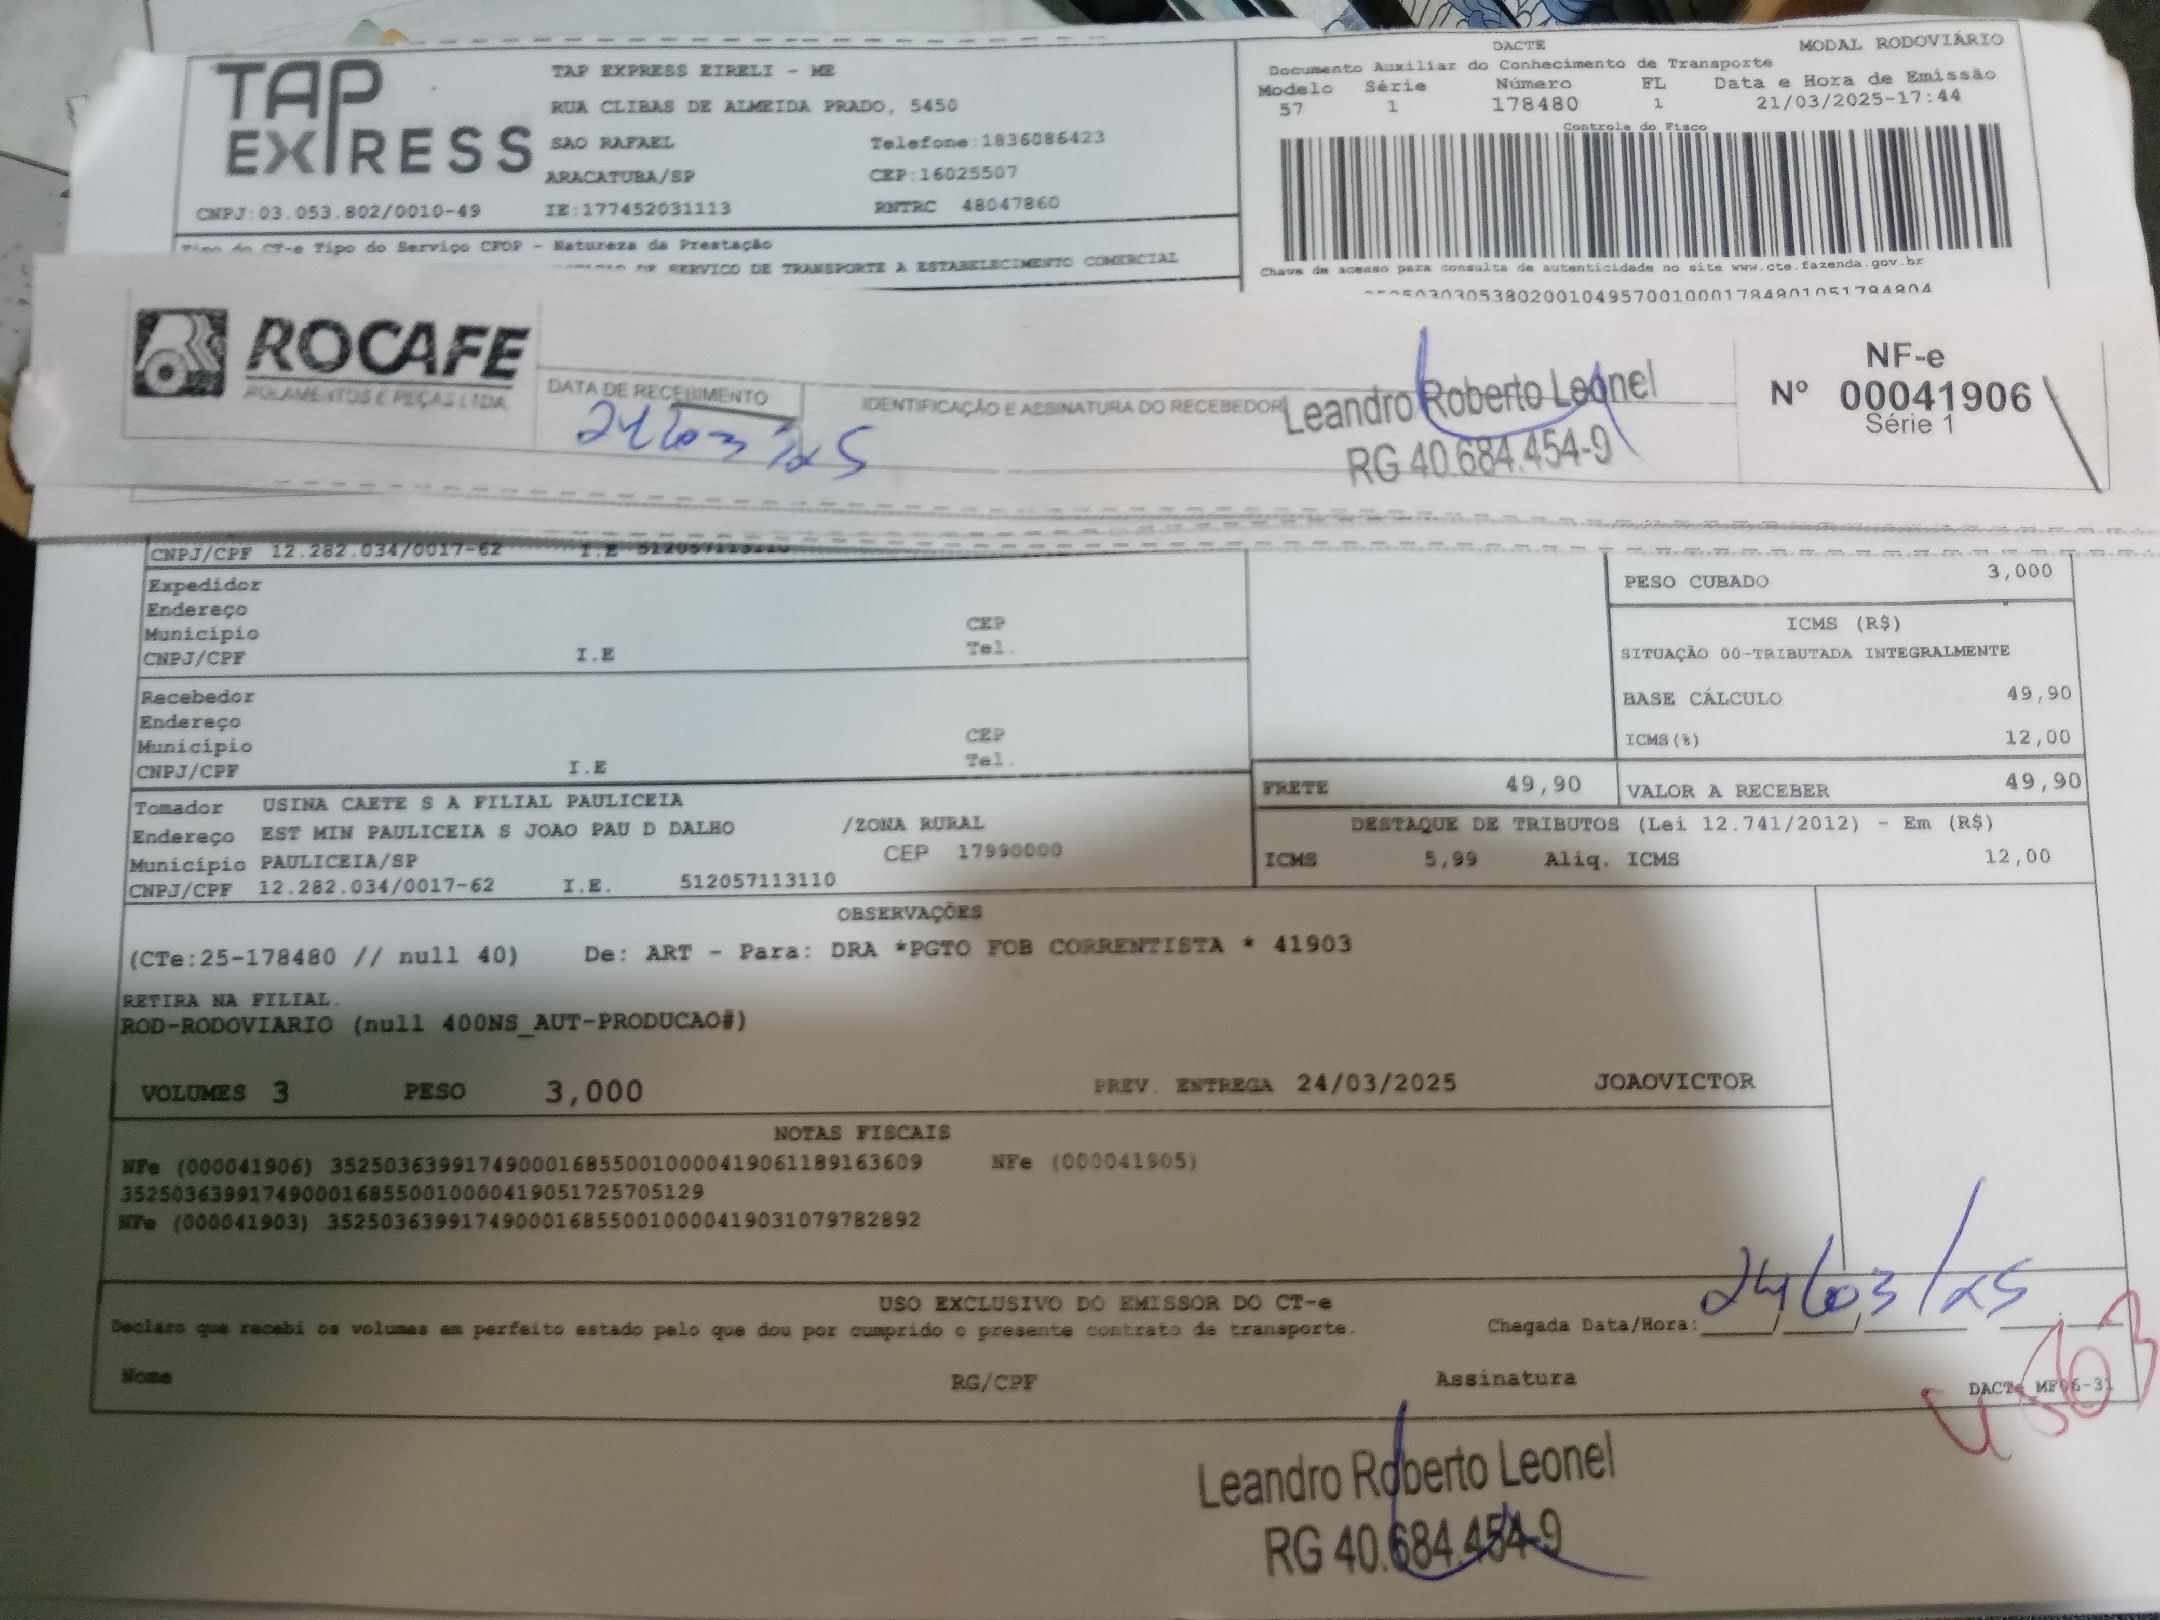 TAP EXPRESS
TAP EXPRESS EIRELI - ME
RUA CLIBAS DE ALMEIDA PRADO, 5450
SAO RAFAEL Telefone:1836086423
ARACATUBA/SP CEP:16025507
CNPJ:03.053.802/0010-49 IE:177452031113 RNTRC 48047860
DACTE MODAL RODOVIÁRIO
Documento Auxiliar do Conhecimento de Transporte
Modelo Série Número FL Data e Hora de Emissão
57 1 178480 1 21/03/2025-17:44
Controle do Fisco
Chave de acesso para consulta de autenticidade no site www.cte.fazenda.gov.br
Tipo do CT-e Tipo do Serviço CFOP - Natureza da Prestação
DE SERVICO DE TRANSPORTE A ESTABELECIMENTO COMERCIAL
ROCAFE
ROLAMENTOS E PEÇAS LTDA.
DATA DE RECEBIMENTO
24/03/25
IDENTIFICAÇÃO E ASSINATURA DO RECEBEDOR
Leandro Roberto Leonel
RG 40.684.454-9
NF-e
Nº 00041906
Série 1
CNPJ/CPF 12.282.034/0017-62 I.E 512057113110
Expedidor
Endereço
Município CEP
CNPJ/CPF I.E Tel.
Recebedor
Endereço
Município CEP
CNPJ/CPF I.E Tel.
PESO CUBADO 3,000
ICMS (R$)
SITUAÇÃO 00-TRIBUTADA INTEGRALMENTE
BASE CÁLCULO 49,90
ICMS(%) 12,00
FRETE 49,90 VALOR A RECEBER 49,90
DESTAQUE DE TRIBUTOS (Lei 12.741/2012) - Em (R$)
ICMS 5,99 Aliq. ICMS 12,00
Tomador USINA CAETE S A FILIAL PAULICEIA
Endereço EST MIN PAULICEIA S JOAO PAU D DALHO /ZONA RURAL
Município PAULICEIA/SP CEP 17990000
CNPJ/CPF 12.282.034/0017-62 I.E. 512057113110
OBSERVAÇÕES
(CTe:25-178480 // null 40) De: ART - Para: DRA *PGTO FOB CORRENTISTA * 41903
RETIRA NA FILIAL.
ROD-RODOVIARIO (null 400NS_AUT-PRODUCAO#)
VOLUMES 3 PESO 3,000 PREV. ENTREGA 24/03/2025 JOAOVICTOR
NOTAS FISCAIS
NFe (000041906) 35250363991749000168550010000419061189163609 NFe (000041905)
35250363991749000168550010000419051725705129
NFe (000041903) 35250363991749000168550010000419031079782892
USO EXCLUSIVO DO EMISSOR DO CT-e
Declaro que recebi os volumes em perfeito estado pelo que dou por cumprido o presente contrato de transporte.
Chegada Data/Hora: 24/03/25
Nome RG/CPF Assinatura
Leandro Roberto Leonel
RG 40.684.454-9